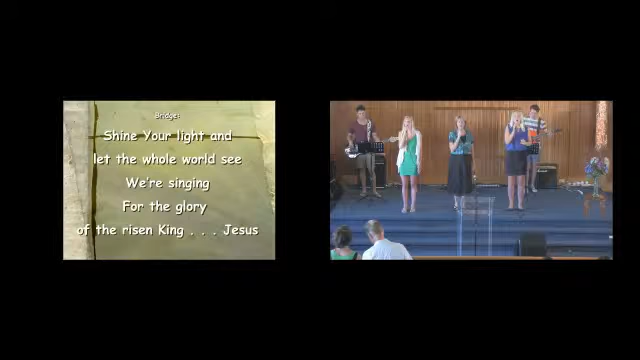 Bridge:
Shine Your light and
let the whole world see
We're singing
For the glory
of the risen King . . . Jesus